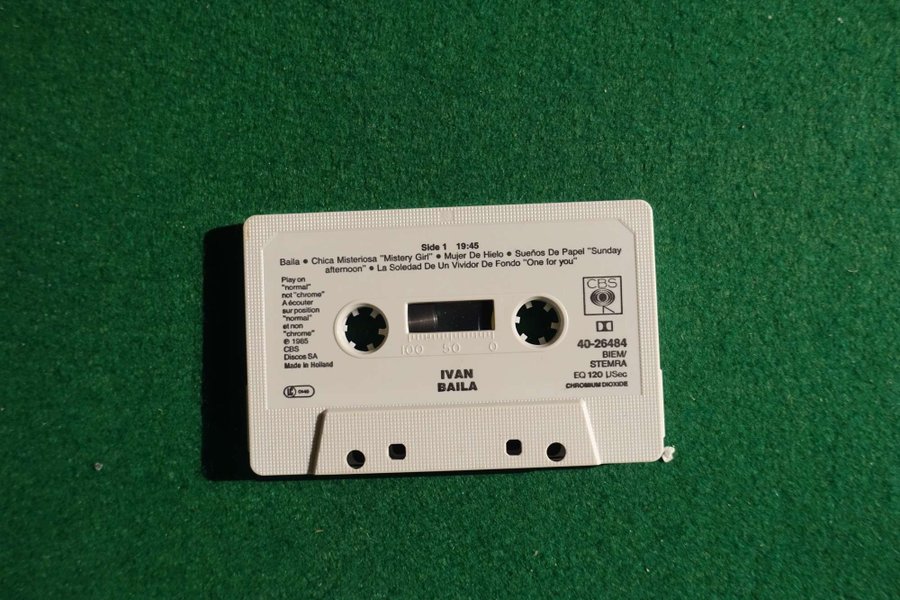 Side 1 19:45
Baila • Chica Misteriosa "Mistery Girl" • Mujer De Hielo • Sueños De Papel "Sunday
afternoon" • La Soledad De Un Vividor De Fondo "One for you"
Play on
"normal"
not "chrome"
A écouter
sur position
"normal"
et non
"chrome"
℗ 1985
CBS
Discos SA
Made in Holland
100 50 0
IVAN
BAILA
CBS
40-26484
BIEM/
STEMRA
EQ 120 µSec
CHROMIUM DIOXIDE